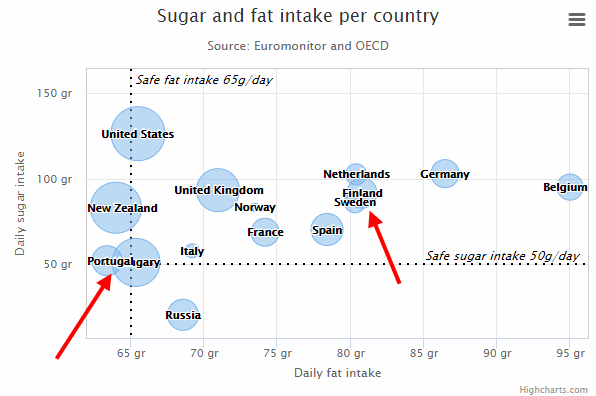 Sugar and fat intake per country
Source: Euromonitor and OECD
Safe fat intake 65g/day
150 gr
United States
Netherlands
Germany
100 gr
United Kingdom
Finland
Belgium
New Zealand
Norway
Sweden
France
Spain
Italy
Safe sugar intake 50g/day
50 gr
Portugal
gary
Russia
65 gr
70 gr
75 gr
80 gr
85 gr
90 gr
95 gr
Daily sugar intake
Daily fat intake
Highcharts.com